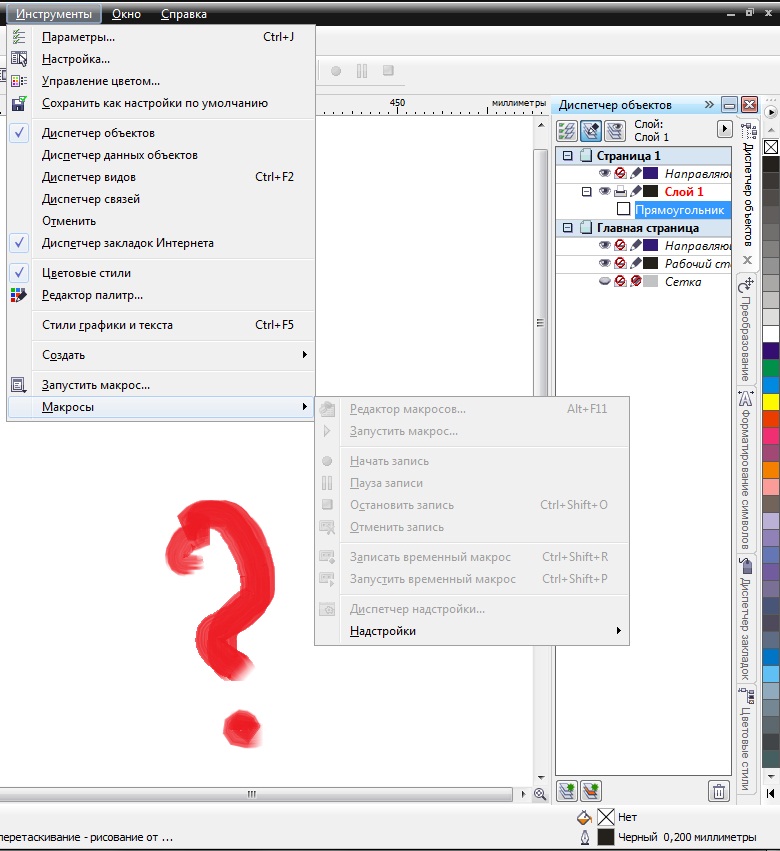 Инструменты Окно Справка
Параметры... Ctrl+J
Настройка...
Управление цветом...
Сохранить как настройки по умолчанию
Диспетчер объектов
Диспетчер данных объектов
Диспетчер видов Ctrl+F2
Диспетчер связей
Отменить
Диспетчер закладок Интернета
Цветовые стили
Редактор палитр...
Стили графики и текста Ctrl+F5
Создать
Запустить макрос...
Макросы
Редактор макросов... Alt+F11
Запустить макрос...
Начать запись
Пауза записи
Остановить запись Ctrl+Shift+O
Отменить запись
Записать временный макрос Ctrl+Shift+R
Запустить временный макрос Ctrl+Shift+P
Диспетчер надстройки...
Надстройки
450 миллиметры
Диспетчер объектов
Слой:
Слой 1
Страница 1
Направляю
Слой 1
Прямоугольник
Главная страница
Направляю
Рабочий ст
Сетка
Диспетчер объектов
Преобразование
Форматирование символов
Диспетчер закладок
Цветовые стили
Нет
перетаскивание - рисование от ...
Черный 0,200 миллиметры